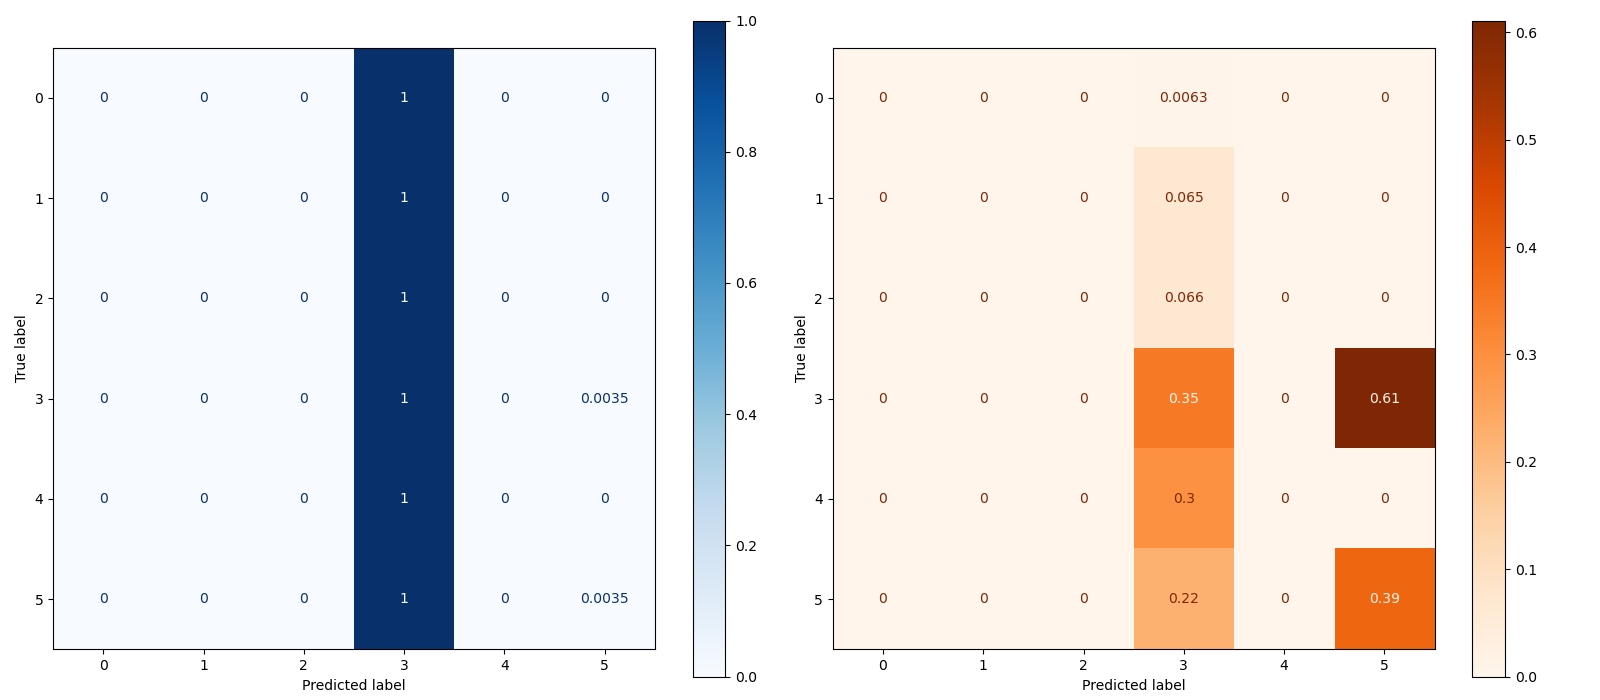 0 0 0 0 1 0 0
1 0 0 0 1 0 0
2 0 0 0 1 0 0
3 0 0 0 1 0 0.0035
4 0 0 0 1 0 0
5 0 0 0 1 0 0.0035
0 1 2 3 4 5
True label
Predicted label
1.0
0.8
0.6
0.4
0.2
0.0
0 0 0 0 0.0063 0 0
1 0 0 0 0.065 0 0
2 0 0 0 0.066 0 0
3 0 0 0 0.35 0 0.61
4 0 0 0 0.3 0 0
5 0 0 0 0.22 0 0.39
0 1 2 3 4 5
True label
Predicted label
0.6
0.5
0.4
0.3
0.2
0.1
0.0